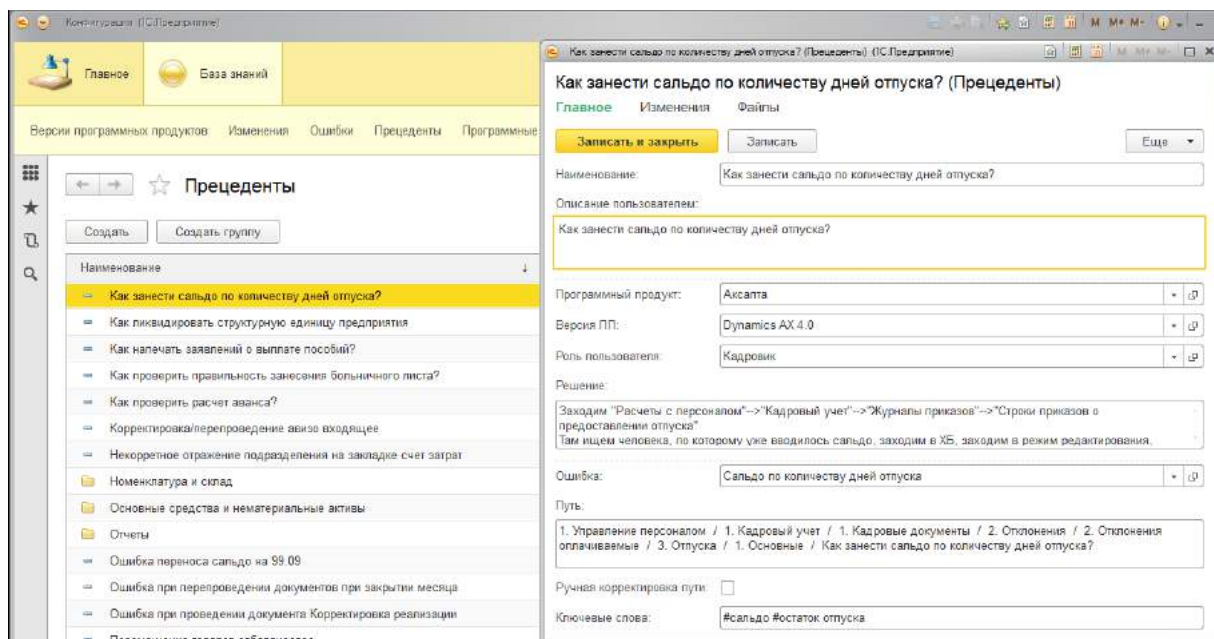 Конфигурация (1С:Предприятие)
M M+ M-
Главное
База знаний
Версии программных продуктов Изменения Ошибки Прецеденты Программные
Прецеденты
Создать Создать группу
Наименование ↓
Как занести сальдо по количеству дней отпуска?
Как ликвидировать структурную единицу предприятия
Как напечать заявлений о выплате пособий?
Как проверить правильность занесения больничного листа?
Как проверить расчет аванса?
Корректировка/перепроведение авизо входящее
Некорретное отражение подразделения на закладке счет затрат
Номенклатура и склад
Основные средства и нематериальные активы
Отчеты
Ошибка переноса сальдо на 99.09
Ошибка при перепроведении документов при закрытии месяца
Ошибка при проведении документа Корректировка реализации
Как занести сальдо по количеству дней отпуска? (Прецеденты) (1С:Предприятие)
M M+ M-
Как занести сальдо по количеству дней отпуска? (Прецеденты)
Главное Изменения Файлы
Записать и закрыть Записать Еще
Наименование: Как занести сальдо по количеству дней отпуска?
Описание пользователем:
Как занести сальдо по количеству дней отпуска?
Программный продукт: Аксапта
Версия ПП: Dynamics AX 4.0
Роль пользователя: Кадровик
Решение:
Заходим "Расчеты с персоналом"-->"Кадровый учет"-->"Журналы приказов"-->"Строки приказов о
предоставлении отпуска"
Там ищем человека, по которому уже вводилось сальдо, заходим в ХБ, заходим в режим редактирования,
Ошибка: Сальдо по количеству дней отпуска
Путь:
1. Управление персоналом / 1. Кадровый учет / 1. Кадровые документы / 2. Отклонения / 2. Отклонения
оплачиваемые / 3. Отпуска / 1. Основные / Как занести сальдо по количеству дней отпуска?
Ручная корректировка пути:
Ключевые слова: #сальдо #остаток отпуска